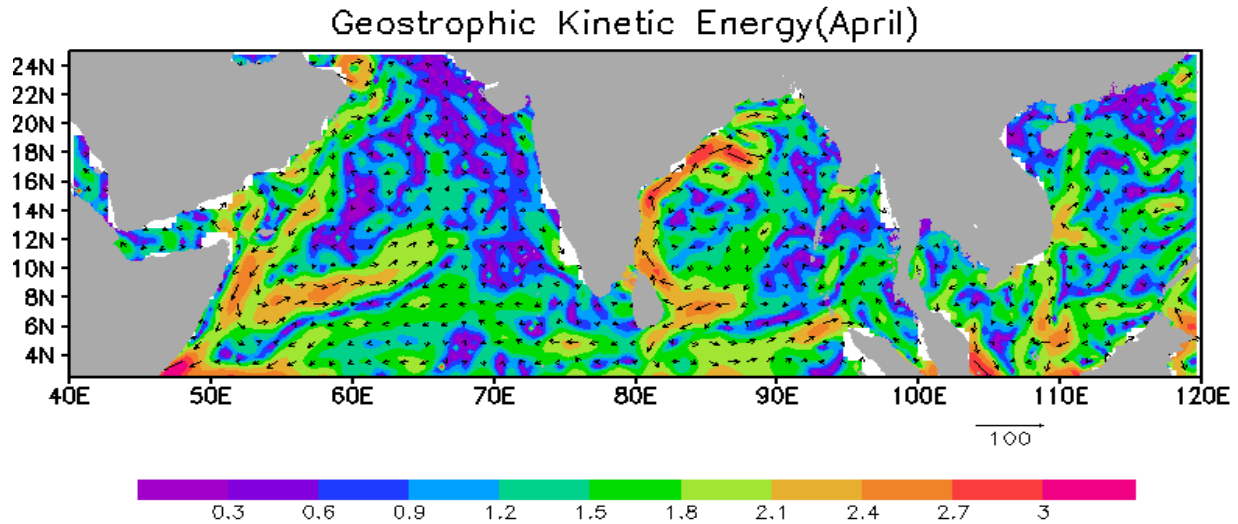 Geostrophic Kinetic Energy(April)
24N
22N
20N
18N
16N
14N
12N
10N
8N
6N
4N
40E 50E 60E 70E 80E 90E 100E 110E 120E
100
0.3 0.6 0.9 1.2 1.5 1.8 2.1 2.4 2.7 3